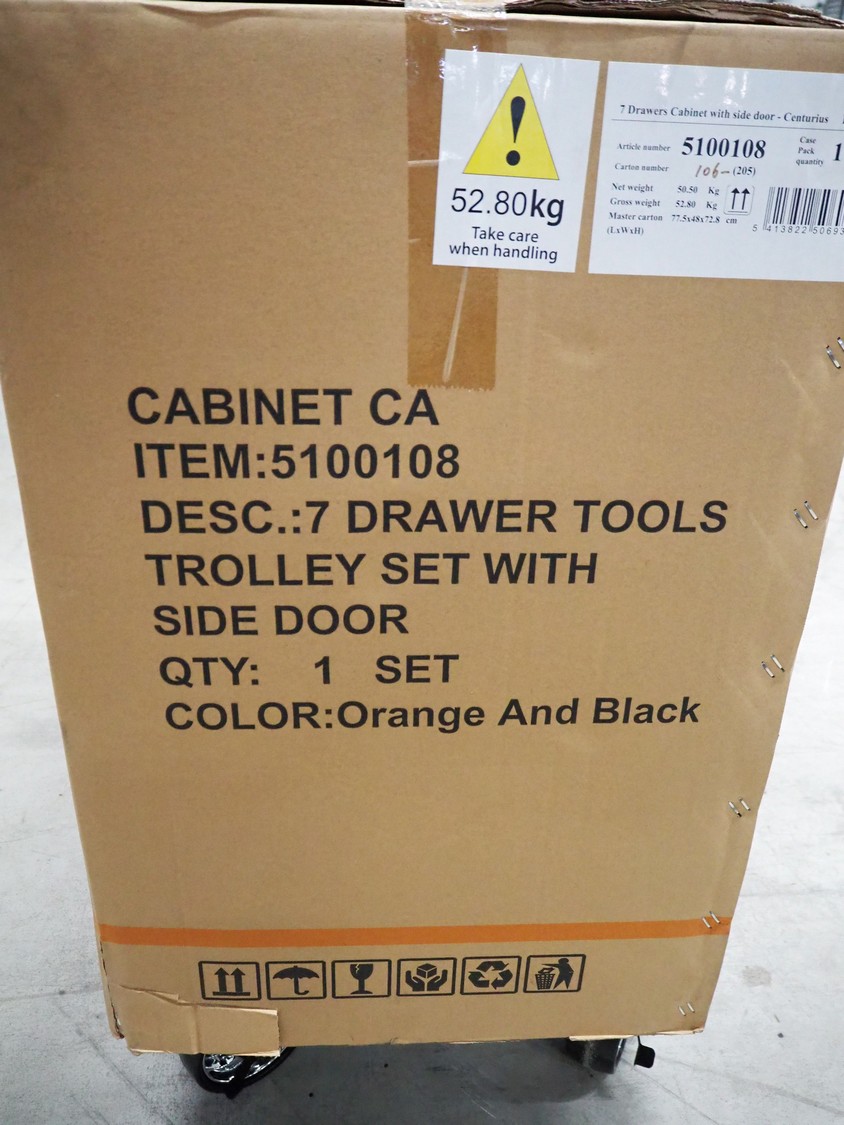 52.80kg
Take care
when handling
7 Drawers Cabinet with side door - Centurius
Article number 5100108 Case Pack quantity 1
Carton number 106- (205)
Net weight 50.50 Kg
Gross weight 52.80 Kg
Master carton 77.5x48x72.8 cm
(LxWxH)
5 413822 50693
CABINET CA
ITEM:5100108
DESC.:7 DRAWER TOOLS
TROLLEY SET WITH
SIDE DOOR
QTY: 1 SET
COLOR:Orange And Black